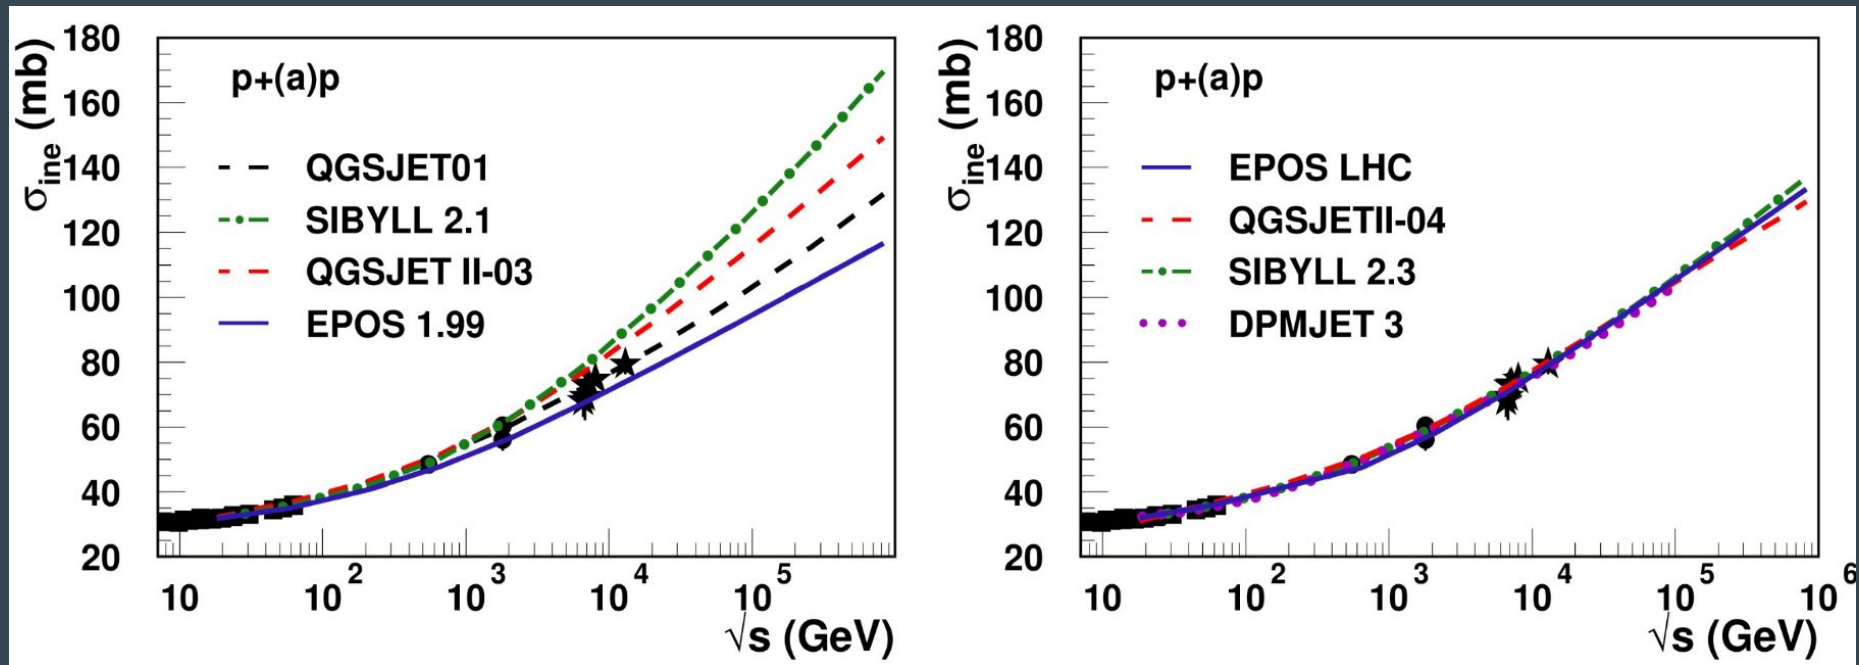 σine (mb)
180
160
140
120
100
80
60
40
20
p+(a)p
QGSJET01
SIBYLL 2.1
QGSJET II-03
EPOS 1.99
10
10^2
10^3
10^4
10^5
√s (GeV)
σine (mb)
180
160
140
120
100
80
60
40
20
p+(a)p
EPOS LHC
QGSJETII-04
SIBYLL 2.3
DPMJET 3
10
10^2
10^3
10^4
10^5
10^6
√s (GeV)